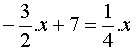 -3/2.x + 7 = 1/4.x